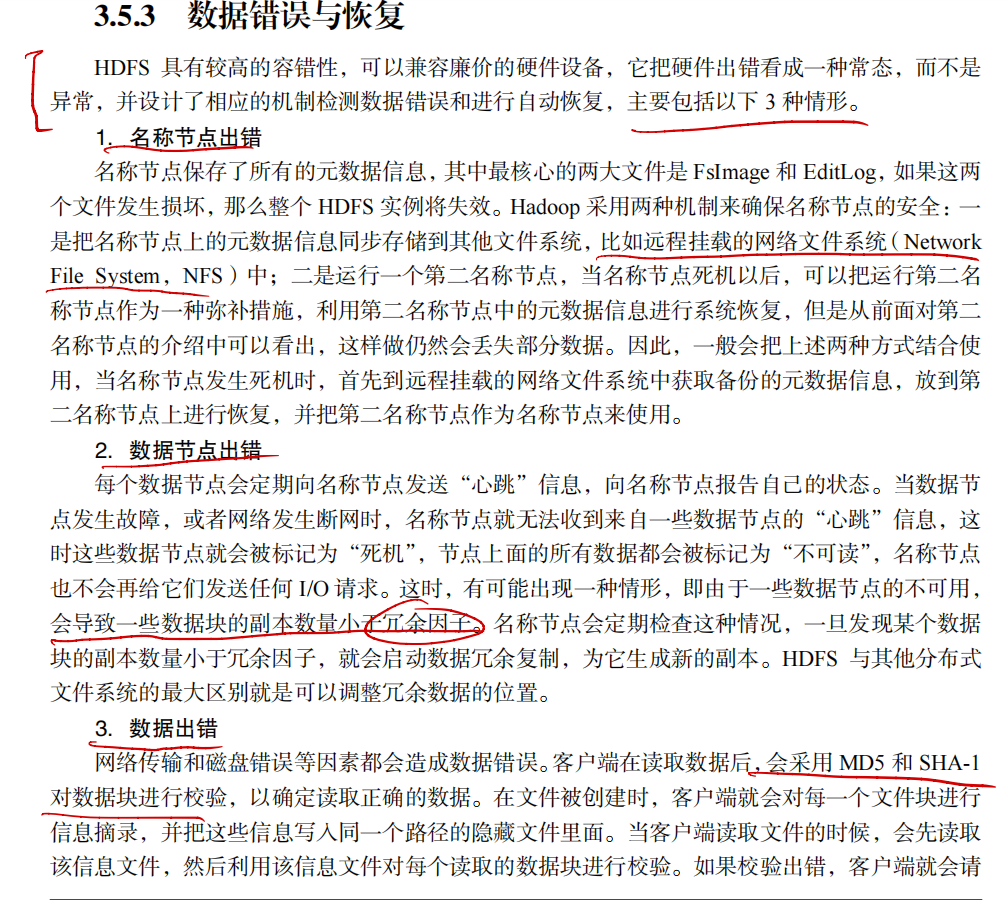 3.5.3 数据错误与恢复
HDFS 具有较高的容错性，可以兼容廉价的硬件设备，它把硬件出错看成一种常态，而不是
异常，并设计了相应的机制检测数据错误和进行自动恢复，主要包括以下 3 种情形。
1. 名称节点出错
名称节点保存了所有的元数据信息，其中最核心的两大文件是 FsImage 和 EditLog，如果这两
个文件发生损坏，那么整个 HDFS 实例将失效。Hadoop 采用两种机制来确保名称节点的安全：一
是把名称节点上的元数据信息同步存储到其他文件系统，比如远程挂载的网络文件系统（Network
File System，NFS）中；二是运行一个第二名称节点，当名称节点死机以后，可以把运行第二名
称节点作为一种弥补措施，利用第二名称节点中的元数据信息进行系统恢复，但是从前面对第二
名称节点的介绍中可以看出，这样做仍然会丢失部分数据。因此，一般会把上述两种方式结合使
用，当名称节点发生死机时，首先到远程挂载的网络文件系统中获取备份的元数据信息，放到第
二名称节点上进行恢复，并把第二名称节点作为名称节点来使用。
2. 数据节点出错
每个数据节点会定期向名称节点发送“心跳”信息，向名称节点报告自己的状态。当数据节
点发生故障，或者网络发生断网时，名称节点就无法收到来自一些数据节点的“心跳”信息，这
时这些数据节点就会被标记为“死机”，节点上面的所有数据都会被标记为“不可读”，名称节点
也不会再给它们发送任何 I/O 请求。这时，有可能出现一种情形，即由于一些数据节点的不可用，
会导致一些数据块的副本数量小于冗余因子。名称节点会定期检查这种情况，一旦发现某个数据
块的副本数量小于冗余因子，就会启动数据冗余复制，为它生成新的副本。HDFS 与其他分布式
文件系统的最大区别就是可以调整冗余数据的位置。
3. 数据出错
网络传输和磁盘错误等因素都会造成数据错误。客户端在读取数据后，会采用 MD5 和 SHA-1
对数据块进行校验，以确定读取正确的数据。在文件被创建时，客户端就会对每一个文件块进行
信息摘录，并把这些信息写入同一个路径的隐藏文件里面。当客户端读取文件的时候，会先读取
该信息文件，然后利用该信息文件对每个读取的数据块进行校验。如果校验出错，客户端就会请